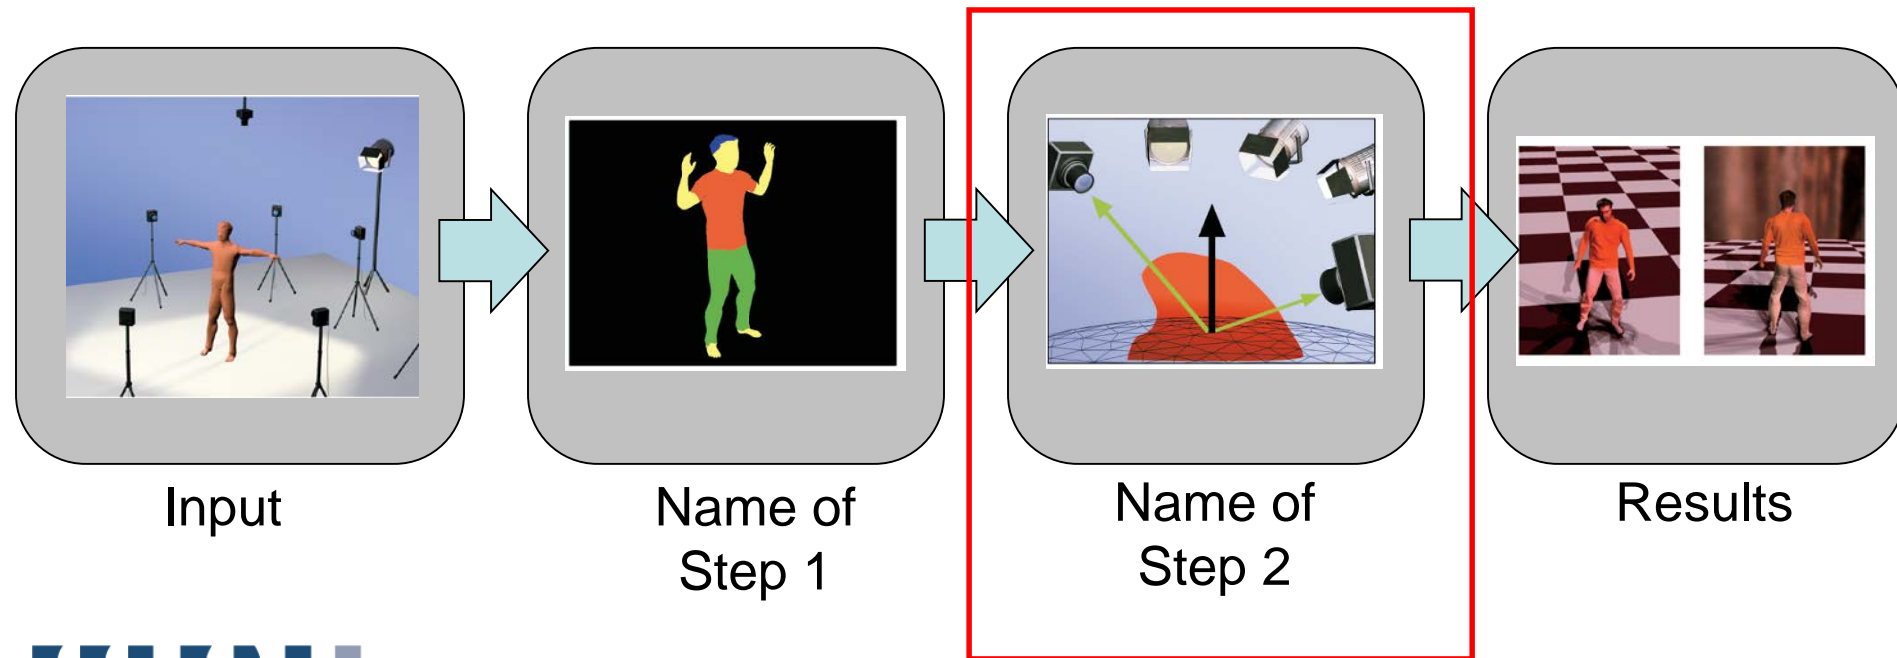 Input
Name of
Step 1
Name of
Step 2
Results